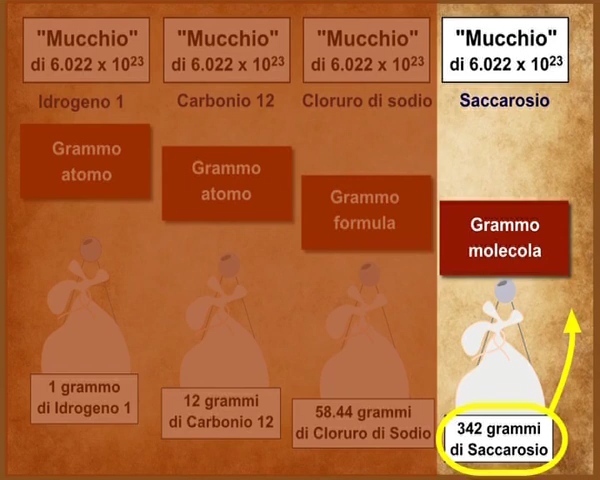 "Mucchio"
di 6.022 x 10²³
Idrogeno 1
Grammo
atomo
1 grammo
di Idrogeno 1
"Mucchio"
di 6.022 x 10²³
Carbonio 12
Grammo
atomo
12 grammi
di Carbonio 12
"Mucchio"
di 6.022 x 10²³
Cloruro di sodio
Grammo
formula
58.44 grammi
di Cloruro di Sodio
"Mucchio"
di 6.022 x 10²³
Saccarosio
Grammo
molecola
342 grammi
di Saccarosio